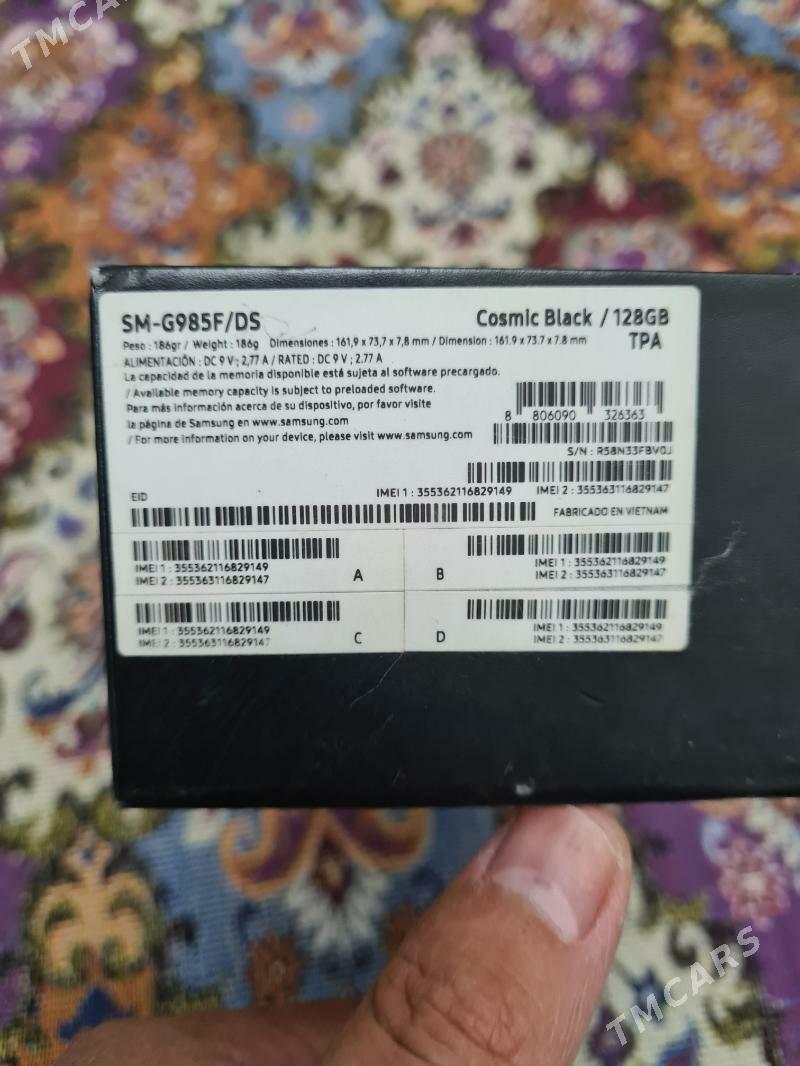 TMCARS
SM-G985F/DS
Cosmic Black / 128GB
Peso : 186gr / Weight : 186g Dimensiones : 161,9 x 73,7 x 7,8 mm / Dimension : 161.9 x 73.7 x 7.8 mm
TPA
ALIMENTACIÓN : DC 9 V ; 2,77 A / RATED : DC 9 V ; 2.77 A
La capacidad de la memoria disponible está sujeta al software precargado.
/ Available memory capacity is subject to preloaded software.
Para más información acerca de su dispositivo, por favor visite
la página de Samsung en www.samsung.com
/ For more information on your device, please visit www.samsung.com
8 806090 326363
S/N : R58N33FBV0J
EID
IMEI 1 : 355362116829149 IMEI 2 : 355363116829147
FABRICADO EN VIETNAM
IMEI 1 : 355362116829149
IMEI 2 : 355363116829147
A
B
IMEI 1 : 355362116829149
IMEI 2 : 355363116829147
IMEI 1 : 355362116829149
IMEI 2 : 355363116829147
C
D
IMEI 1 : 355362116829149
IMEI 2 : 355363116829147
TMCARS